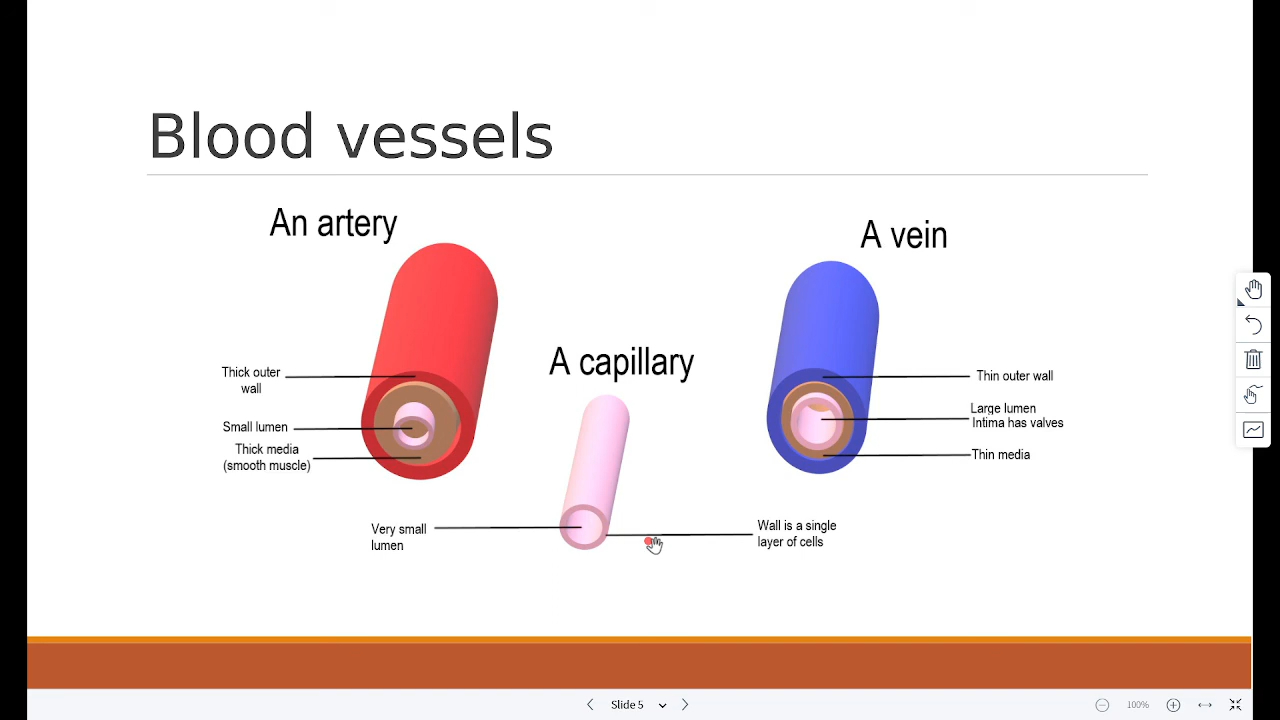 Blood vessels
An artery
A vein
A capillary
Thick outer
wall
Small lumen
Thick media
(smooth muscle)
Thin outer wall
Large lumen
Intima has valves
Thin media
Very small
lumen
Wall is a single
layer of cells
Slide 5
100%